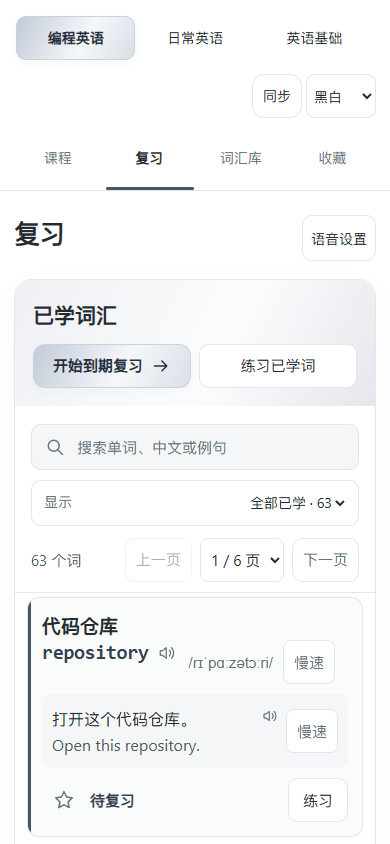 编程英语 日常英语 英语基础
同步 黑白
课程 复习 词汇库 收藏
复习 语音设置
已学词汇
开始到期复习 → 练习已学词
搜索单词、中文或例句
显示 全部已学 · 63
63 个词 上一页 1 / 6 页 下一页
代码仓库
repository /rɪˈpɑːzətɔːri/ 慢速
打开这个代码仓库。 慢速
Open this repository.
待复习 练习